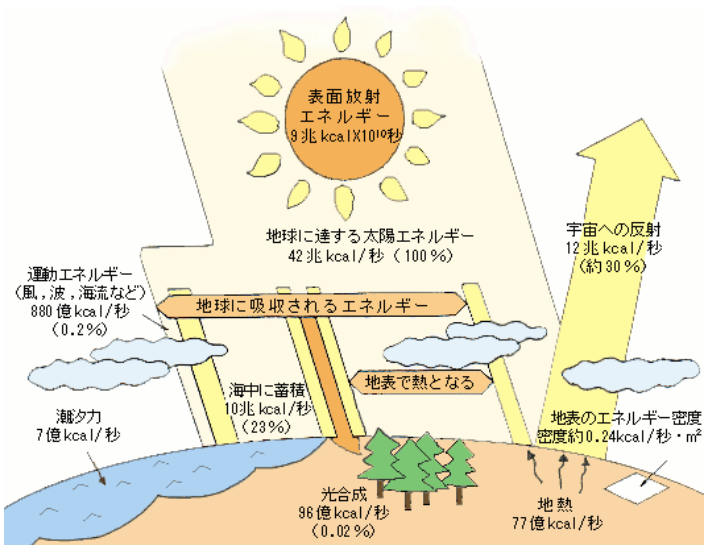 表面放射
エネルギー
9兆kcalX10¹⁰秒
地球に達する太陽エネルギー
42兆kcal/秒(100%)
宇宙への反射
12兆kcal/秒
(約30%)
運動エネルギー
(風,波,海流など)
880億kcal/秒
(0.2%)
地球に吸収されるエネルギー
海中に蓄積
10兆kcal/秒
(23%)
地表で熱となる
潮汐力
7億kcal/秒
地表のエネルギー密度
密度約0.24kcal/秒・m²
光合成
96億kcal/秒
(0.02%)
地熱
77億kcal/秒